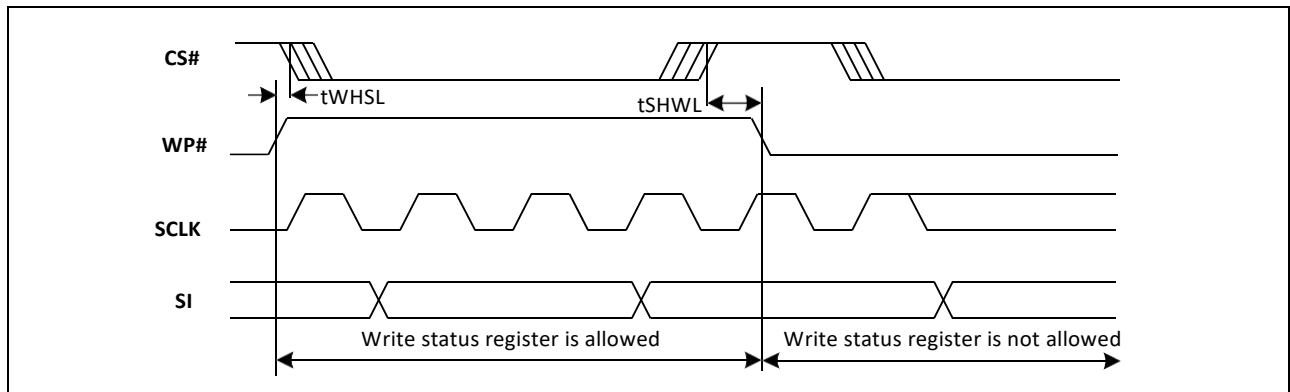 CS#
tWHSL
tSHWL
WP#
SCLK
SI
Write status register is allowed
Write status register is not allowed